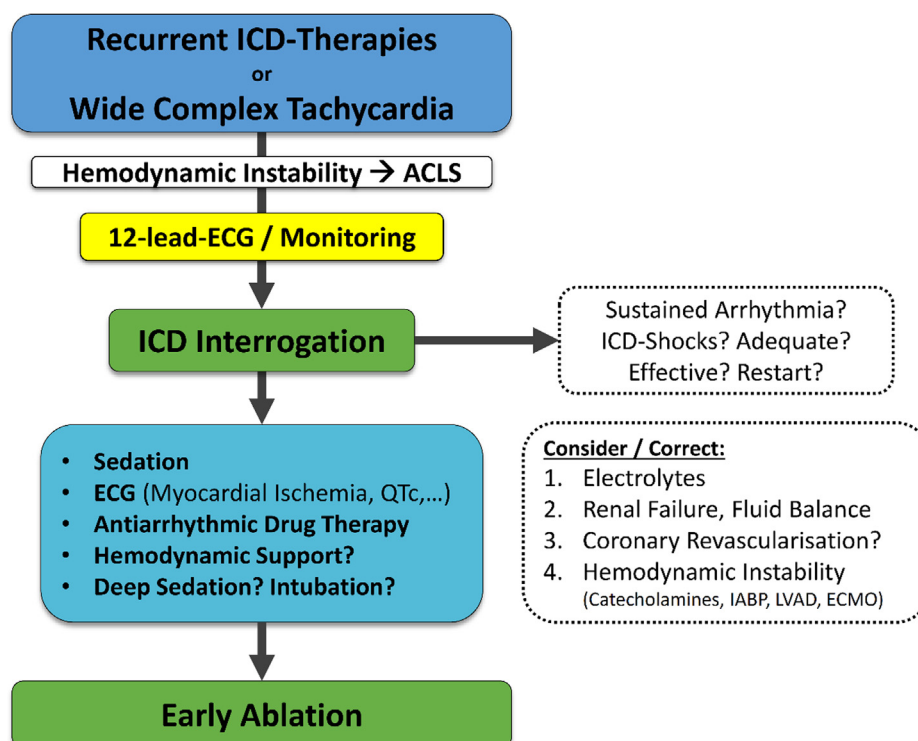 Recurrent ICD-Therapies
or
Wide Complex Tachycardia
Hemodynamic Instability → ACLS
12-lead-ECG / Monitoring
ICD Interrogation
Sustained Arrhythmia?
ICD-Shocks? Adequate?
Effective? Restart?
• Sedation
• ECG (Myocardial Ischemia, QTc,...)
• Antiarrhythmic Drug Therapy
• Hemodynamic Support?
• Deep Sedation? Intubation?
Consider / Correct:
1. Electrolytes
2. Renal Failure, Fluid Balance
3. Coronary Revascularisation?
4. Hemodynamic Instability
(Catecholamines, IABP, LVAD, ECMO)
Early Ablation